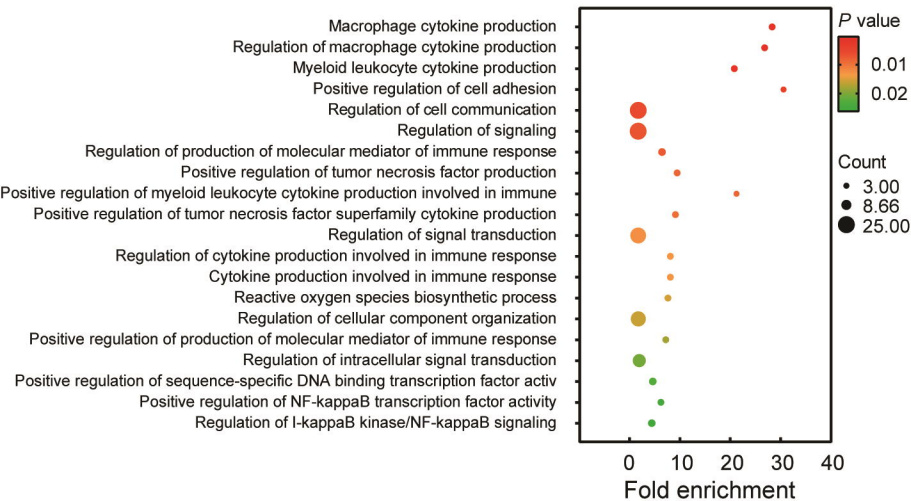 Macrophage cytokine production
Regulation of macrophage cytokine production
Myeloid leukocyte cytokine production
Positive regulation of cell adhesion
Regulation of cell communication
Regulation of signaling
Regulation of production of molecular mediator of immune response
Positive regulation of tumor necrosis factor production
Positive regulation of myeloid leukocyte cytokine production involved in immune
Positive regulation of tumor necrosis factor superfamily cytokine production
Regulation of signal transduction
Regulation of cytokine production involved in immune response
Cytokine production involved in immune response
Reactive oxygen species biosynthetic process
Regulation of cellular component organization
Positive regulation of production of molecular mediator of immune response
Regulation of intracellular signal transduction
Positive regulation of sequence-specific DNA binding transcription factor activ
Positive regulation of NF-kappaB transcription factor activity
Regulation of I-kappaB kinase/NF-kappaB signaling
0 10 20 30 40
Fold enrichment
P value
0.01
0.02
Count
3.00
8.66
25.00